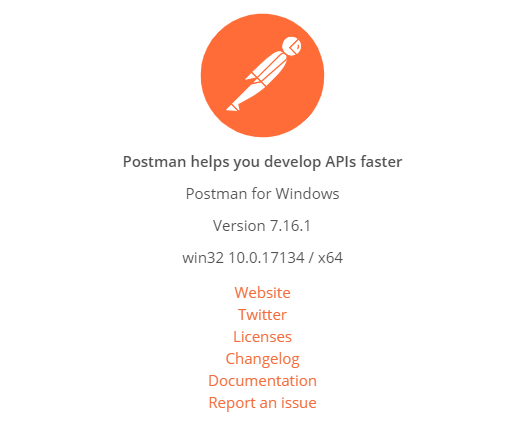 Postman helps you develop APIs faster
Postman for Windows
Version 7.16.1
win32 10.0.17134 / x64
Website
Twitter
Licenses
Changelog
Documentation
Report an issue